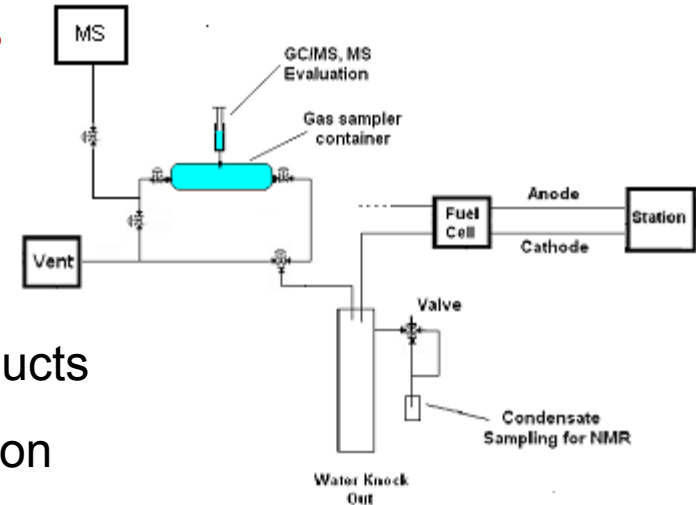 MS
GC/MS, MS
Evaluation
Gas sampler
container
Anode
Fuel
Cell
Station
Cathode
Vent
Valve
ucts
on
Condensate
Sampling for NMR
Water Knock
Out